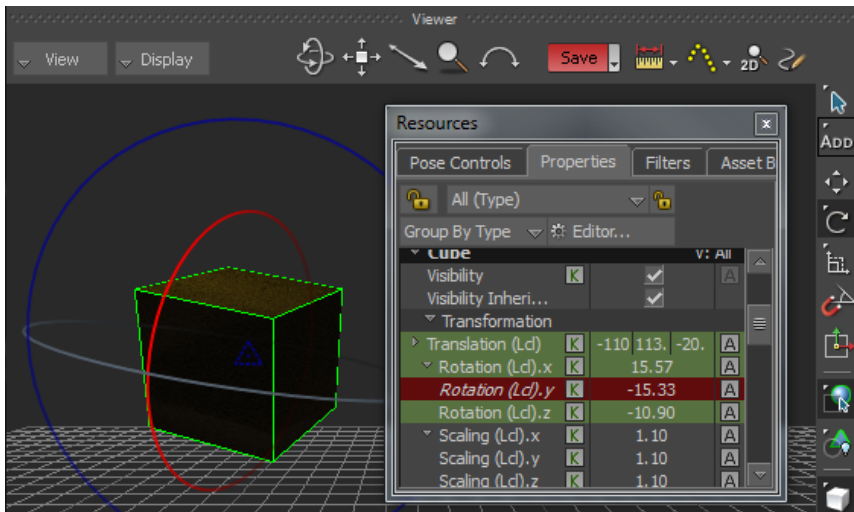 Viewer
View
Display
Save
2D
Resources
x
ADD
Pose Controls
Properties
Filters
Asset B
All (Type)
Group By Type
Editor...
Cube
V: All
Visibility K A
Visibility Inheri...
Transformation
Translation (Lcl) K -110 113. -20. A
Rotation (Lcl).x K 15.57 A
Rotation (Lcl).y K -15.33 A
Rotation (Lcl).z K -10.90 A
Scaling (Lcl).x K 1.10 A
Scaling (Lcl).y K 1.10 A
Scaling (Lcl).z K 1.10 A